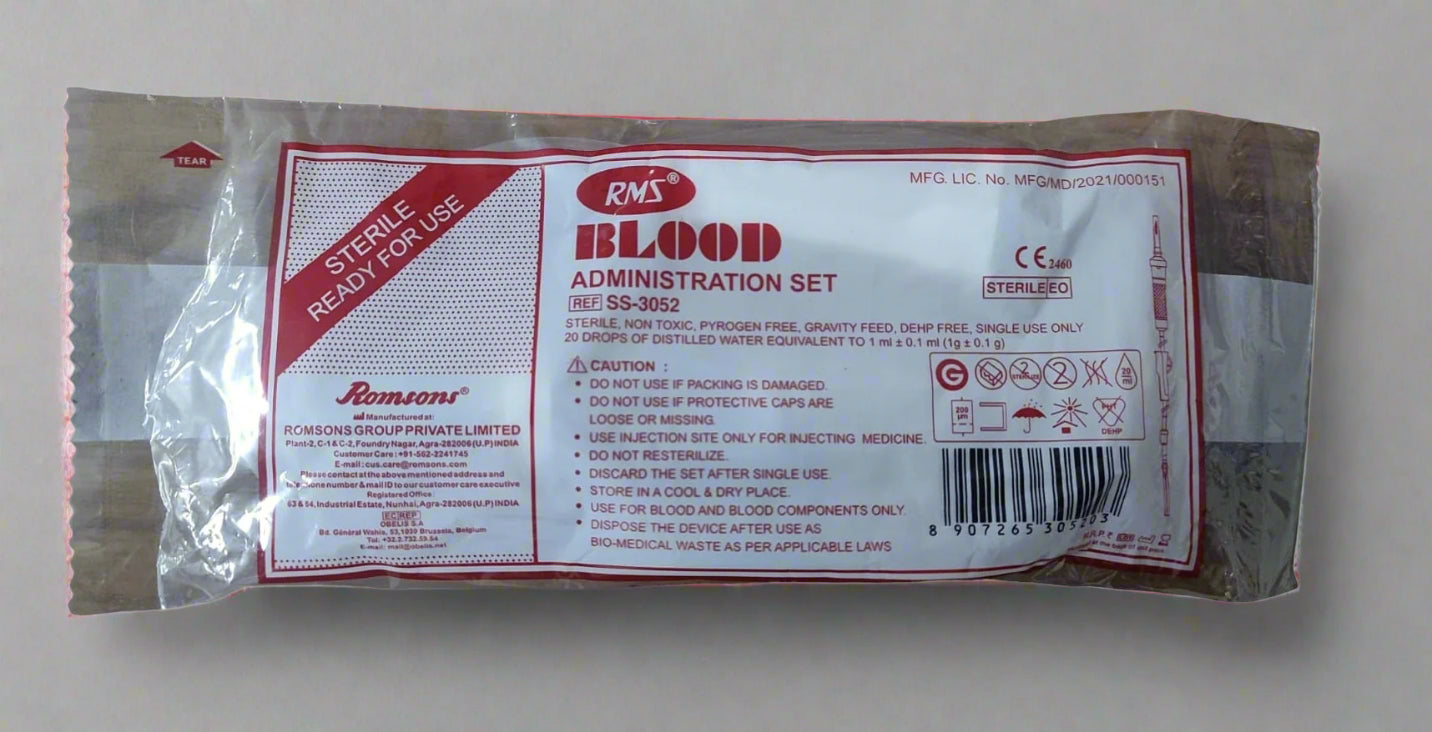 TEAR
STERILE
READY FOR USE
RMS®
MFG. LIC. No. MFG/MD/2021/000151
BLOOD
ADMINISTRATION SET
REF SS-3052
CE 2460
STERILE EO
STERILE, NON TOXIC, PYROGEN FREE, GRAVITY FEED, DEHP FREE, SINGLE USE ONLY
20 DROPS OF DISTILLED WATER EQUIVALENT TO 1 ml ± 0.1 ml (1g ± 0.1 g)
CAUTION :
• DO NOT USE IF PACKING IS DAMAGED.
• DO NOT USE IF PROTECTIVE CAPS ARE
LOOSE OR MISSING.
• USE INJECTION SITE ONLY FOR INJECTING MEDICINE.
• DO NOT RESTERILIZE.
• DISCARD THE SET AFTER SINGLE USE.
• STORE IN A COOL & DRY PLACE.
• USE FOR BLOOD AND BLOOD COMPONENTS ONLY.
• DISPOSE THE DEVICE AFTER USE AS
BIO-MEDICAL WASTE AS PER APPLICABLE LAWS
G
2
STERILIZE
2
20
ml
200
µm
DEHP
8 907265 305203
M.R.P. ₹
Romsons®
Manufactured at:
ROMSONS GROUP PRIVATE LIMITED
Plant-2, C-1 & C-2, Foundry Nagar, Agra-282006 (U.P) INDIA
Customer Care : +91-562-2241745
E-mail : cus.care@romsons.com
Please contact at the above mentioned address and
telephone number & mail ID to our customer care executive
Registered Office
63 & 64, Industrial Estate, Nunhai, Agra-282006 (U.P) INDIA
EC REP
OBELIS S.A
Bd. Général Wahis, 53,1030 Brussels, Belgium
Tel: +32.2.732.59.54
E-mail: mail@obelis.net